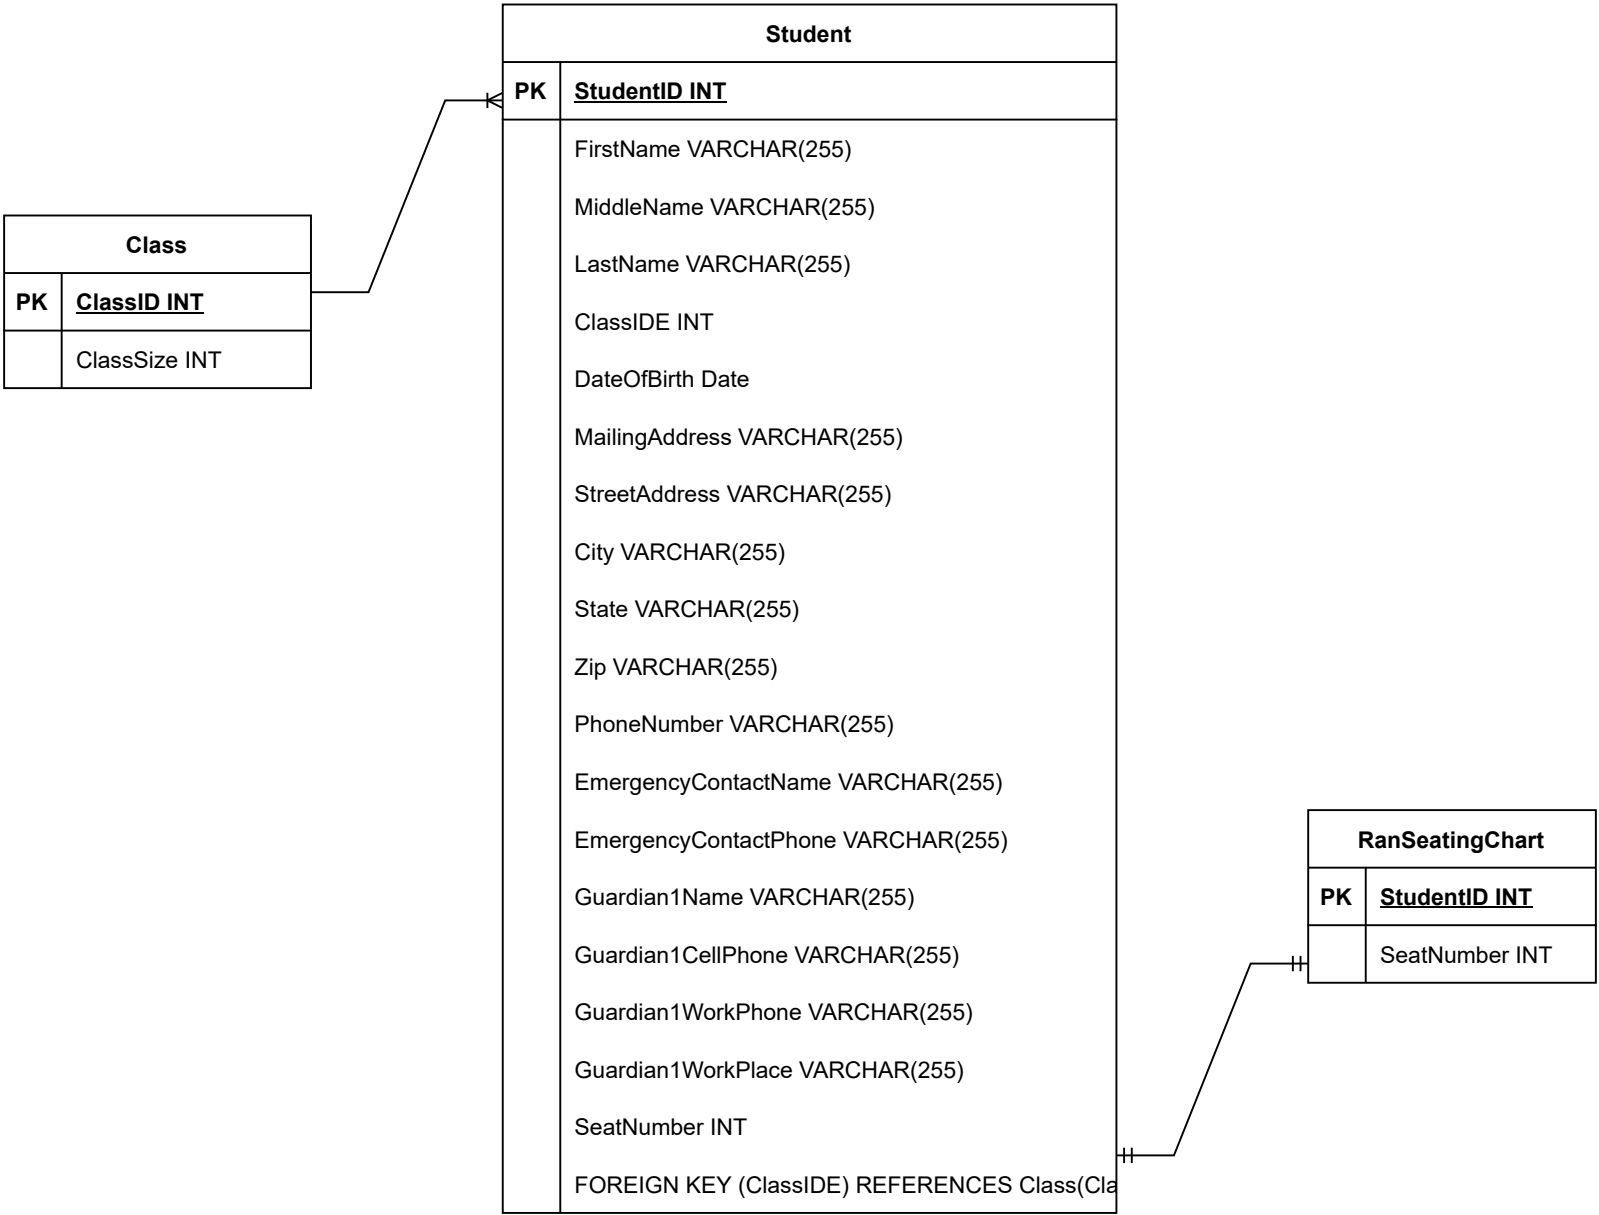 Student
PK StudentID INT
FirstName VARCHAR(255)
MiddleName VARCHAR(255)
LastName VARCHAR(255)
ClassIDE INT
DateOfBirth Date
MailingAddress VARCHAR(255)
StreetAddress VARCHAR(255)
City VARCHAR(255)
State VARCHAR(255)
Zip VARCHAR(255)
PhoneNumber VARCHAR(255)
EmergencyContactName VARCHAR(255)
EmergencyContactPhone VARCHAR(255)
Guardian1Name VARCHAR(255)
Guardian1CellPhone VARCHAR(255)
Guardian1WorkPhone VARCHAR(255)
Guardian1WorkPlace VARCHAR(255)
SeatNumber INT
FOREIGN KEY (ClassIDE) REFERENCES Class(Cla
Class
PK ClassID INT
ClassSize INT
RanSeatingChart
PK StudentID INT
SeatNumber INT